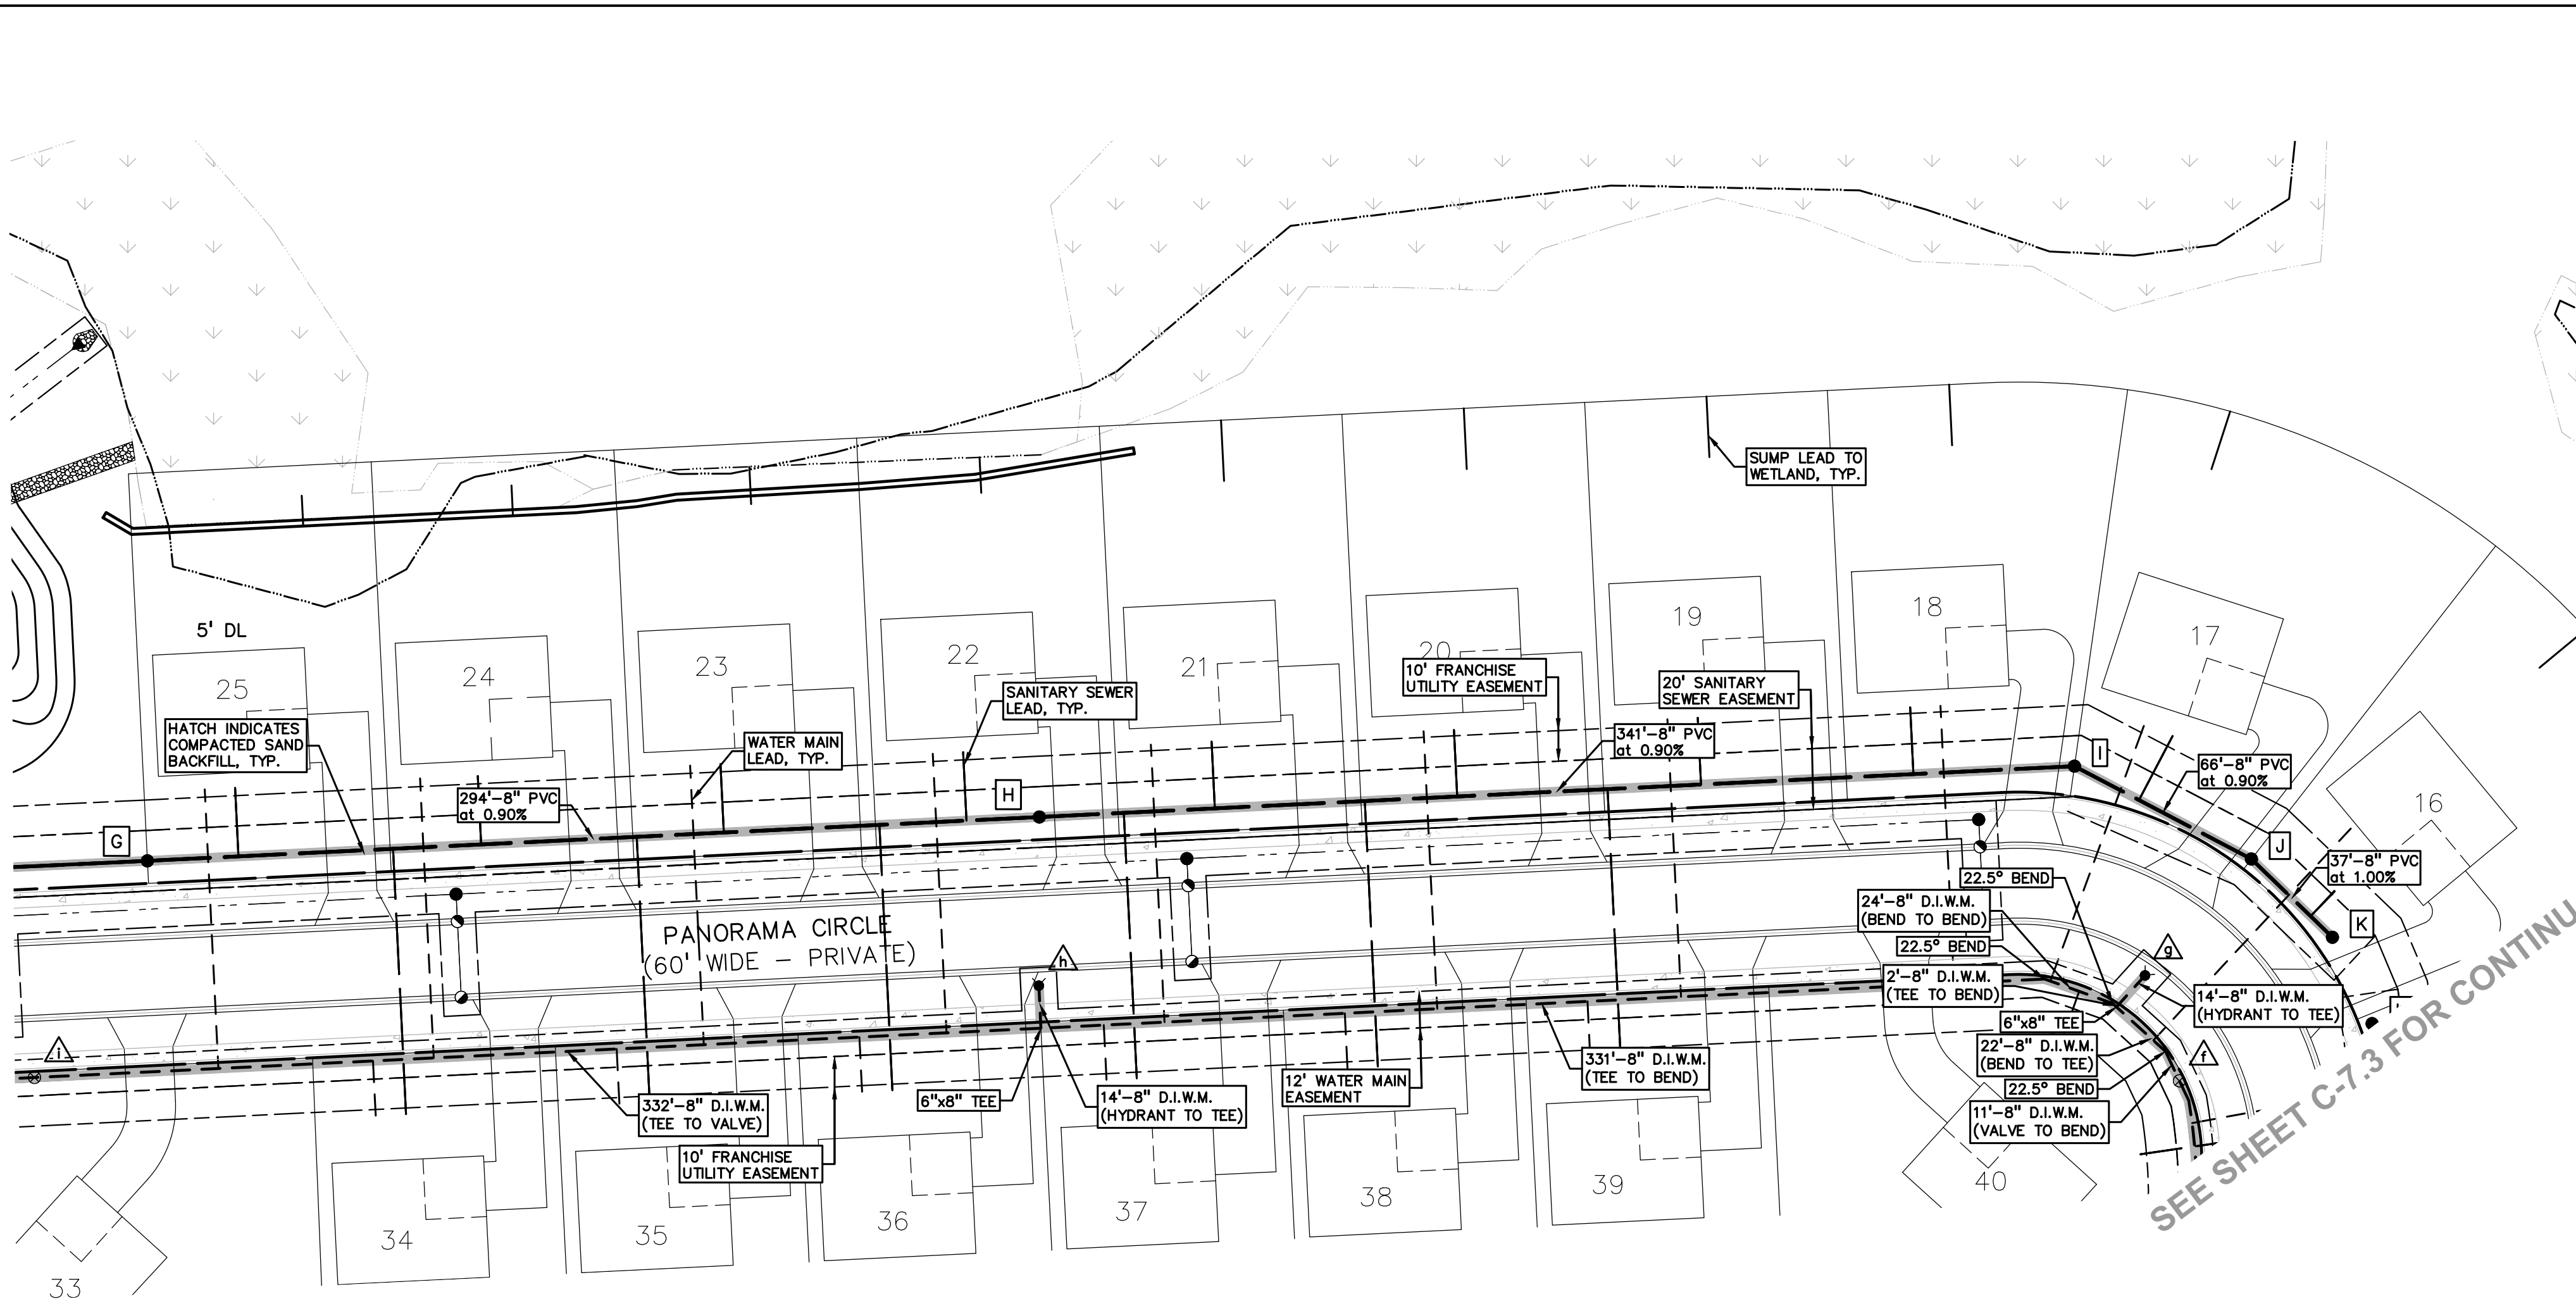 SUMP LEAD TO
WETLAND, TYP.
5' DL
25
24
23
22
21
20
19
18
17
16
HATCH INDICATES
COMPACTED SAND
BACKFILL, TYP.
294'-8" PVC
at 0.90%
WATER MAIN
LEAD, TYP.
SANITARY SEWER
LEAD, TYP.
10' FRANCHISE
UTILITY EASEMENT
20' SANITARY
SEWER EASEMENT
341'-8" PVC
at 0.90%
66'-8" PVC
at 0.90%
37'-8" PVC
at 1.00%
G
H
I
J
K
PANORAMA CIRCLE
(60' WIDE - PRIVATE)
22.5° BEND
24'-8" D.I.W.M.
(BEND TO BEND)
22.5° BEND
2'-8" D.I.W.M.
(TEE TO BEND)
6"x8" TEE
22'-8" D.I.W.M.
(BEND TO TEE)
22.5° BEND
11'-8" D.I.W.M.
(VALVE TO BEND)
14'-8" D.I.W.M.
(HYDRANT TO TEE)
g
f
h
i
332'-8" D.I.W.M.
(TEE TO VALVE)
10' FRANCHISE
UTILITY EASEMENT
6"x8" TEE
14'-8" D.I.W.M.
(HYDRANT TO TEE)
12' WATER MAIN
EASEMENT
331'-8" D.I.W.M.
(TEE TO BEND)
33
34
35
36
37
38
39
40
SEE SHEET C-7.3 FOR CONTINU